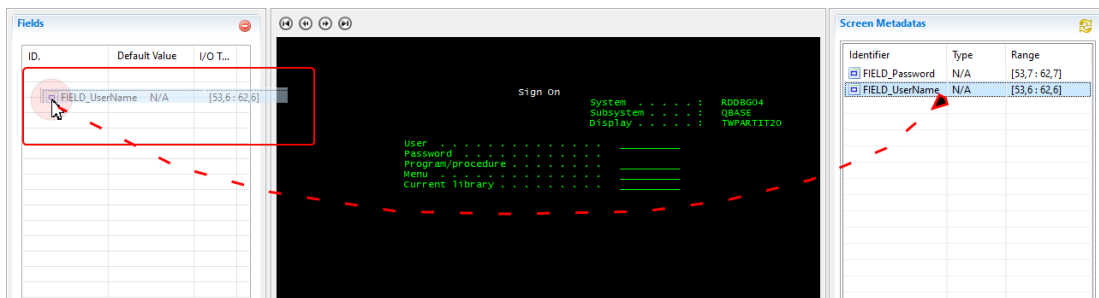 Fields
ID. Default Value I/O T...
FIELD_UserName N/A [53,6 : 62,6]
Sign On
System . . . . . : RDDBG04
Subsystem . . . . : QBASE
Display . . . . . : TWPARTIT20
User . . . . . . . . . . . . . .
Password . . . . . . . . . . . .
Program/procedure . . . . . . . .
Menu . . . . . . . . . . . . . .
Current library . . . . . . . . .
Screen Metadatas
Identifier Type Range
FIELD_Password N/A [53,7 : 62,7]
FIELD_UserName N/A [53,6 : 62,6]